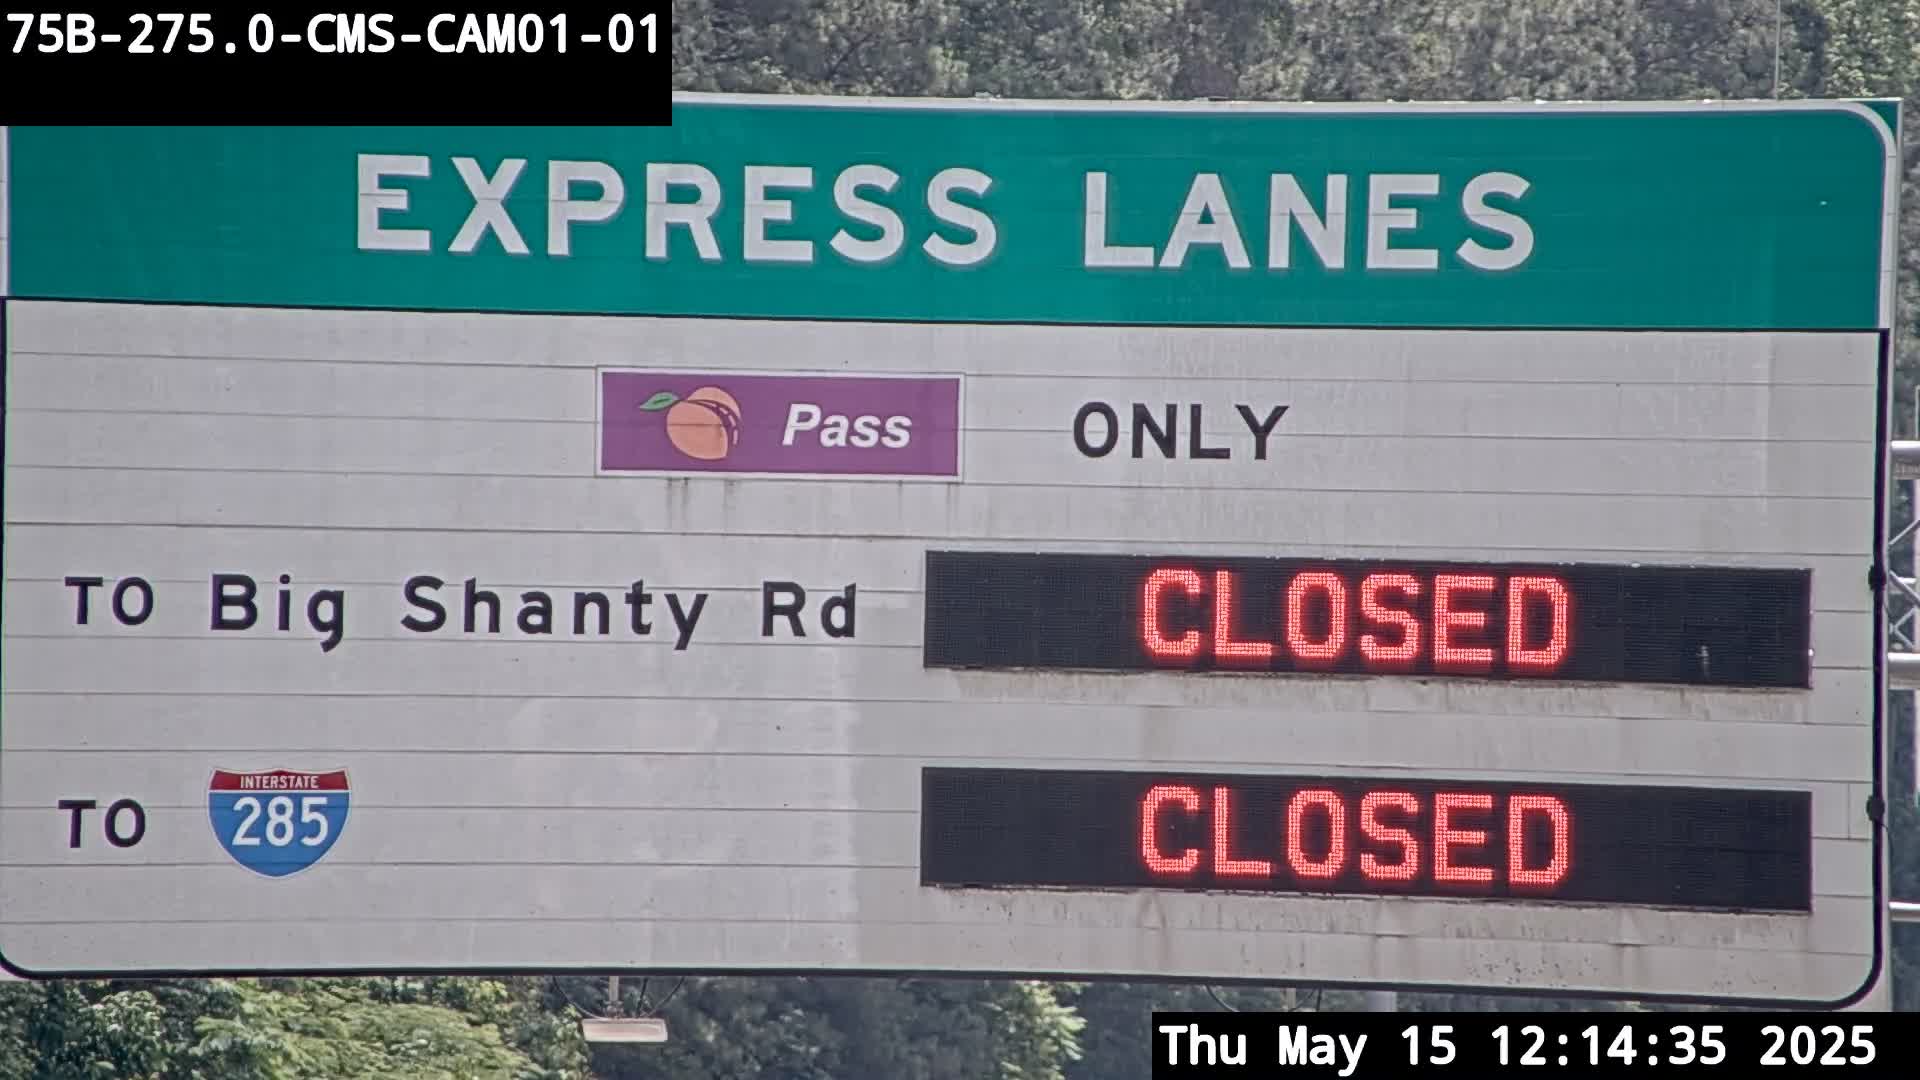 75B-275.0-CMS-CAM01-01
EXPRESS LANES
Pass ONLY
TO Big Shanty Rd CLOSED
TO INTERSTATE 285 CLOSED
Thu May 15 12:14:35 2025